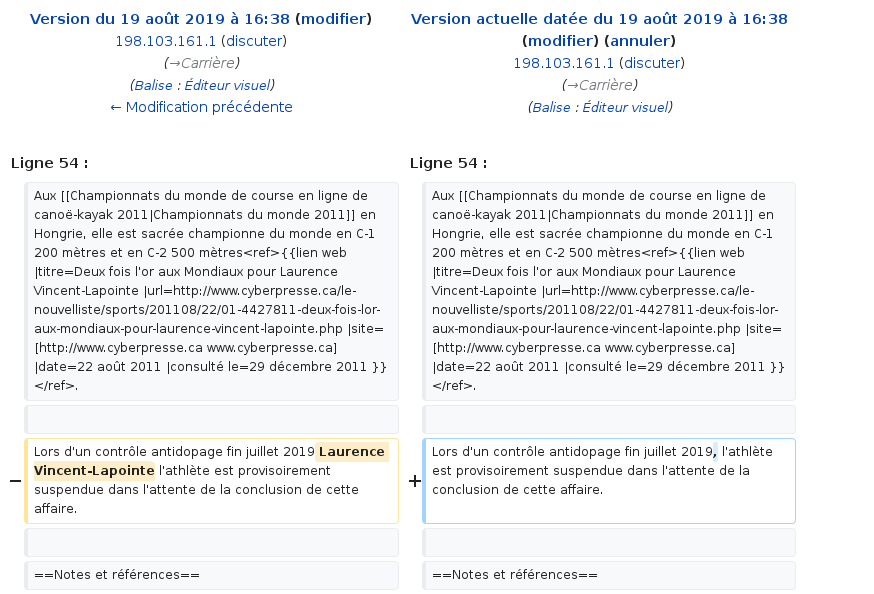 Version du 19 août 2019 à 16:38 (modifier)
198.103.161.1 (discuter)
(→Carrière)
(Balise : Éditeur visuel)
← Modification précédente
Version actuelle datée du 19 août 2019 à 16:38
(modifier) (annuler)
198.103.161.1 (discuter)
(→Carrière)
(Balise : Éditeur visuel)
Ligne 54 :
Ligne 54 :
Aux [[Championnats du monde de course en ligne de
canoë-kayak 2011|Championnats du monde 2011]] en
Hongrie, elle est sacrée championne du monde en C-1
200 mètres et en C-2 500 mètres<ref>{{lien web
|titre=Deux fois l'or aux Mondiaux pour Laurence
Vincent-Lapointe |url=http://www.cyberpresse.ca/le-
nouvelliste/sports/201108/22/01-4427811-deux-fois-lor-
aux-mondiaux-pour-laurence-vincent-lapointe.php |site=
[http://www.cyberpresse.ca www.cyberpresse.ca]
|date=22 août 2011 |consulté le=29 décembre 2011 }}
</ref>.
Aux [[Championnats du monde de course en ligne de
canoë-kayak 2011|Championnats du monde 2011]] en
Hongrie, elle est sacrée championne du monde en C-1
200 mètres et en C-2 500 mètres<ref>{{lien web
|titre=Deux fois l'or aux Mondiaux pour Laurence
Vincent-Lapointe |url=http://www.cyberpresse.ca/le-
nouvelliste/sports/201108/22/01-4427811-deux-fois-lor-
aux-mondiaux-pour-laurence-vincent-lapointe.php |site=
[http://www.cyberpresse.ca www.cyberpresse.ca]
|date=22 août 2011 |consulté le=29 décembre 2011 }}
</ref>.
−
Lors d'un contrôle antidopage fin juillet 2019 Laurence
Vincent-Lapointe l'athlète est provisoirement
suspendue dans l'attente de la conclusion de cette
affaire.
+
Lors d'un contrôle antidopage fin juillet 2019, l'athlète
est provisoirement suspendue dans l'attente de la
conclusion de cette affaire.
==Notes et références==
==Notes et références==